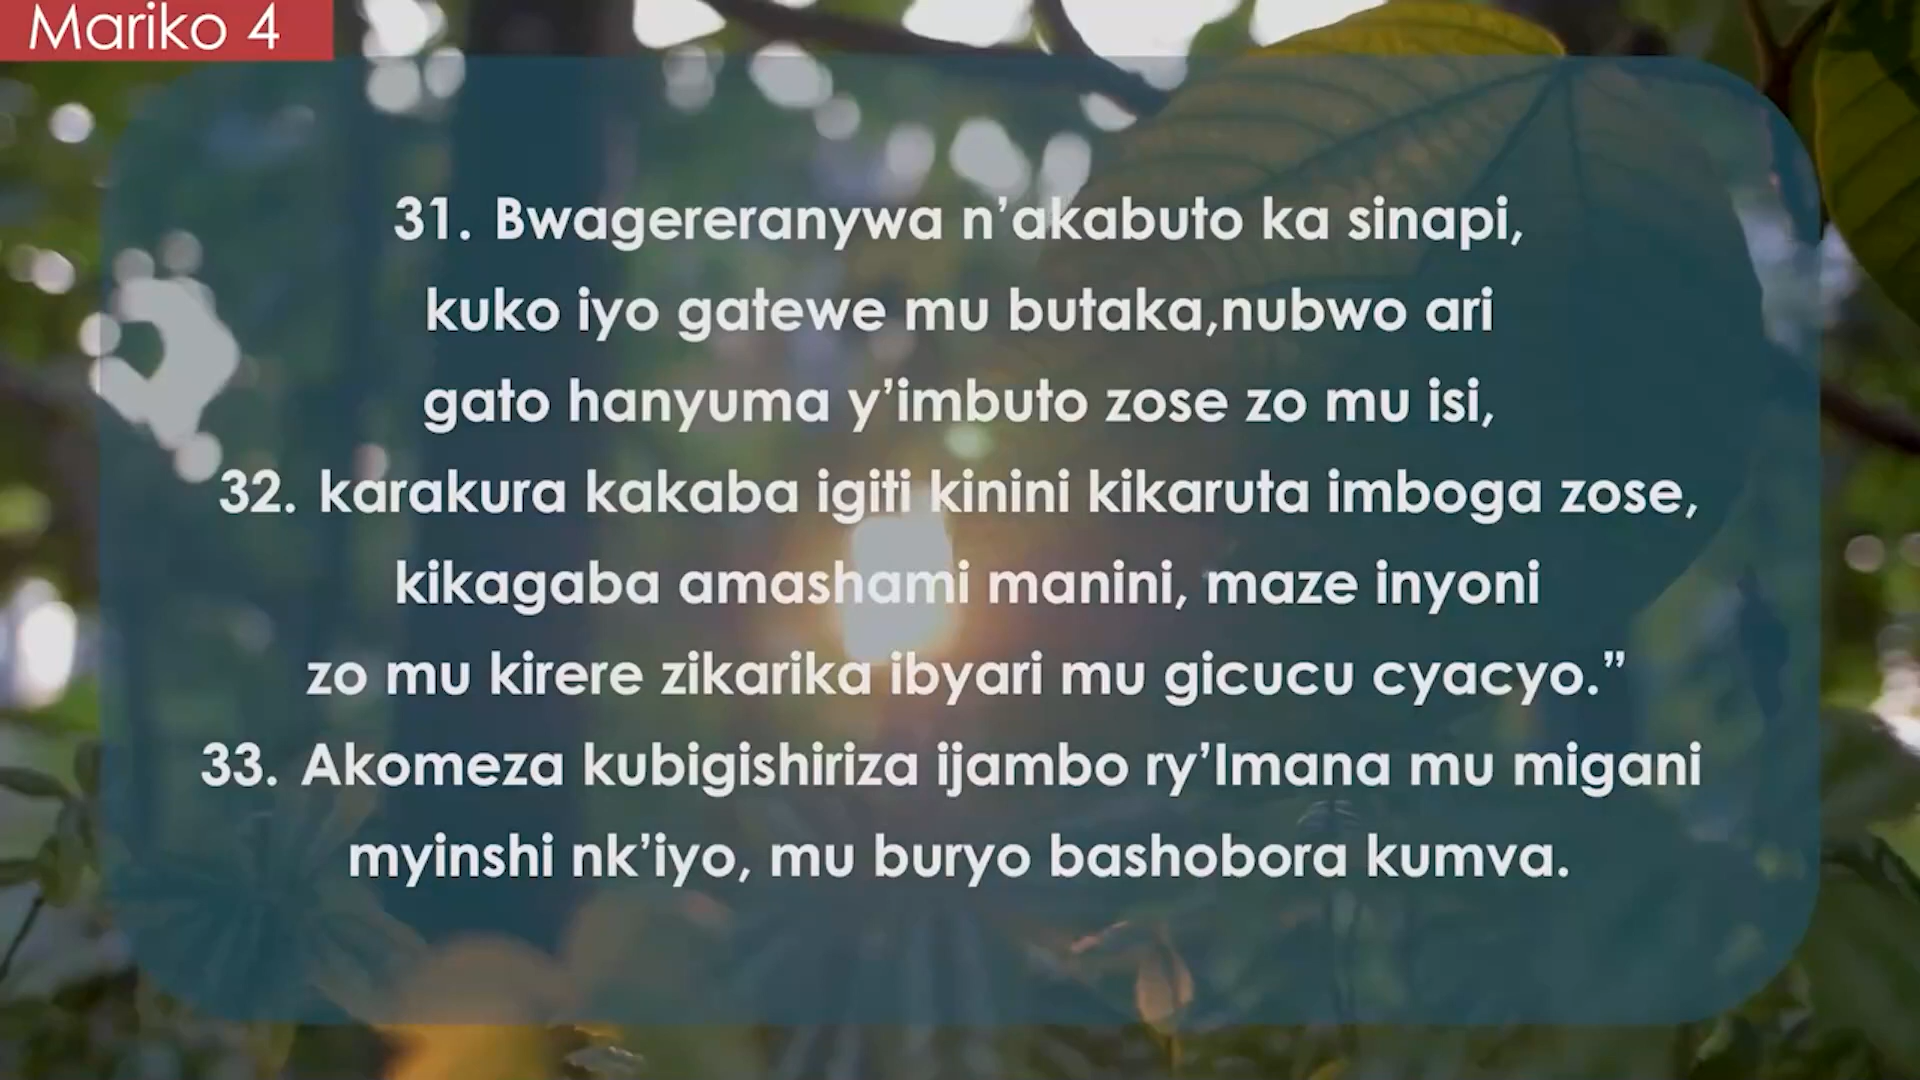 Mariko 4
31. Bwagereranywa n’akabuto ka sinapi,
kuko iyo gatewe mu butaka,nubwo ari
gato hanyuma y’imbuto zose zo mu isi,
32. karakura kakaba igiti kinini kikaruta imboga zose,
kikagaba amashami manini, maze inyoni
zo mu kirere zikarika ibyari mu gicucu cyacyo.”
33. Akomeza kubigishiriza ijambo ry’Imana mu migani
myinshi nk’iyo, mu buryo bashobora kumva.